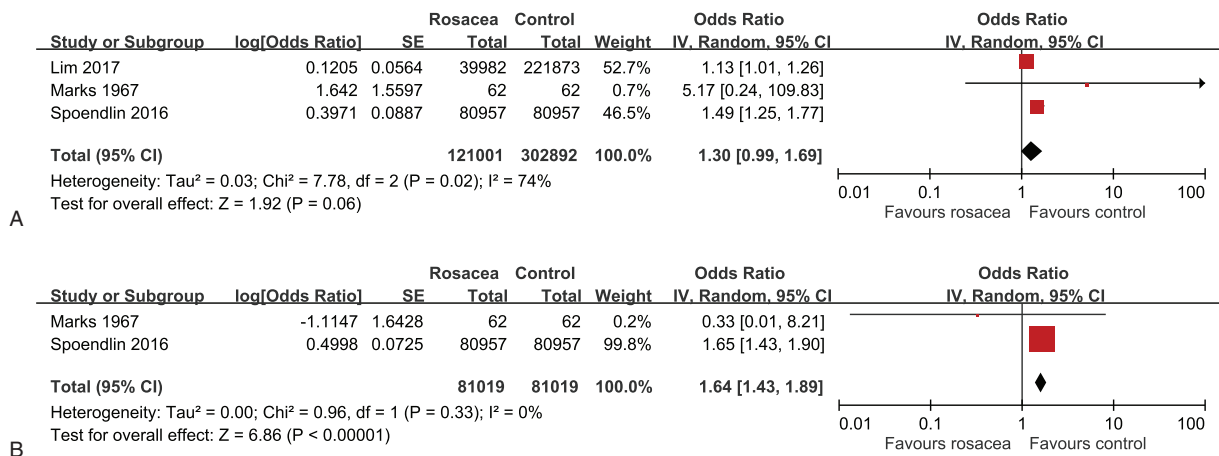 Rosacea Control Odds Ratio Odds Ratio
Study or Subgroup log[Odds Ratio] SE Total Total Weight IV, Random, 95% CI IV, Random, 95% CI
Lim 2017 0.1205 0.0564 39982 221873 52.7% 1.13 [1.01, 1.26]
Marks 1967 1.642 1.5597 62 62 0.7% 5.17 [0.24, 109.83]
Spoendlin 2016 0.3971 0.0887 80957 80957 46.5% 1.49 [1.25, 1.77]
Total (95% CI) 121001 302892 100.0% 1.30 [0.99, 1.69]
Heterogeneity: Tau² = 0.03; Chi² = 7.78, df = 2 (P = 0.02); I² = 74%
Test for overall effect: Z = 1.92 (P = 0.06)
0.01 0.1 1 10 100
Favours rosacea Favours control
A
Rosacea Control Odds Ratio Odds Ratio
Study or Subgroup log[Odds Ratio] SE Total Total Weight IV, Random, 95% CI IV, Random, 95% CI
Marks 1967 -1.1147 1.6428 62 62 0.2% 0.33 [0.01, 8.21]
Spoendlin 2016 0.4998 0.0725 80957 80957 99.8% 1.65 [1.43, 1.90]
Total (95% CI) 81019 81019 100.0% 1.64 [1.43, 1.89]
Heterogeneity: Tau² = 0.00; Chi² = 0.96, df = 1 (P = 0.33); I² = 0%
Test for overall effect: Z = 6.86 (P < 0.00001)
0.01 0.1 1 10 100
Favours rosacea Favours control
B